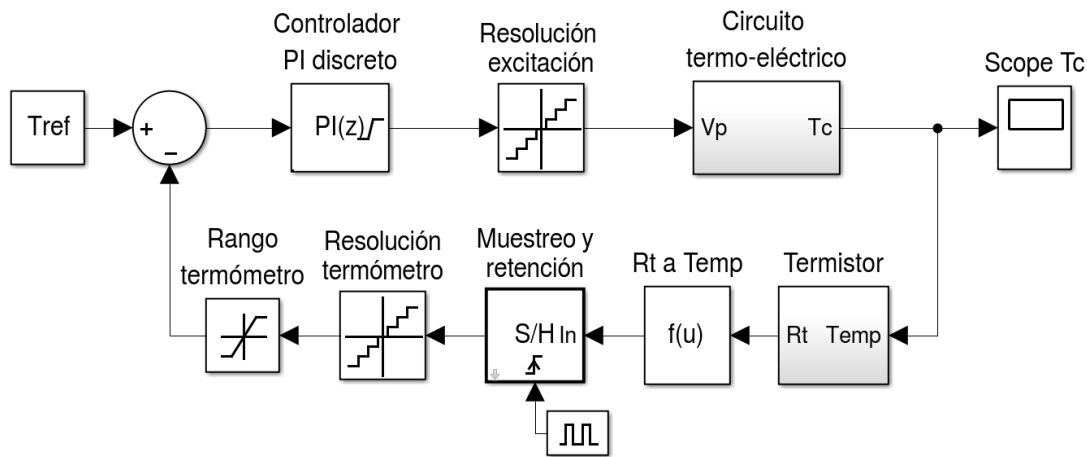 Controlador
PI discreto
Resolución
excitación
Circuito
termo-eléctrico
Scope Tc
Tref
+
−
PI(z)
Vp
Tc
Rango
termómetro
Resolución
termómetro
Muestreo y
retención
Rt a Temp
Termistor
S/H In
f(u)
Rt
Temp